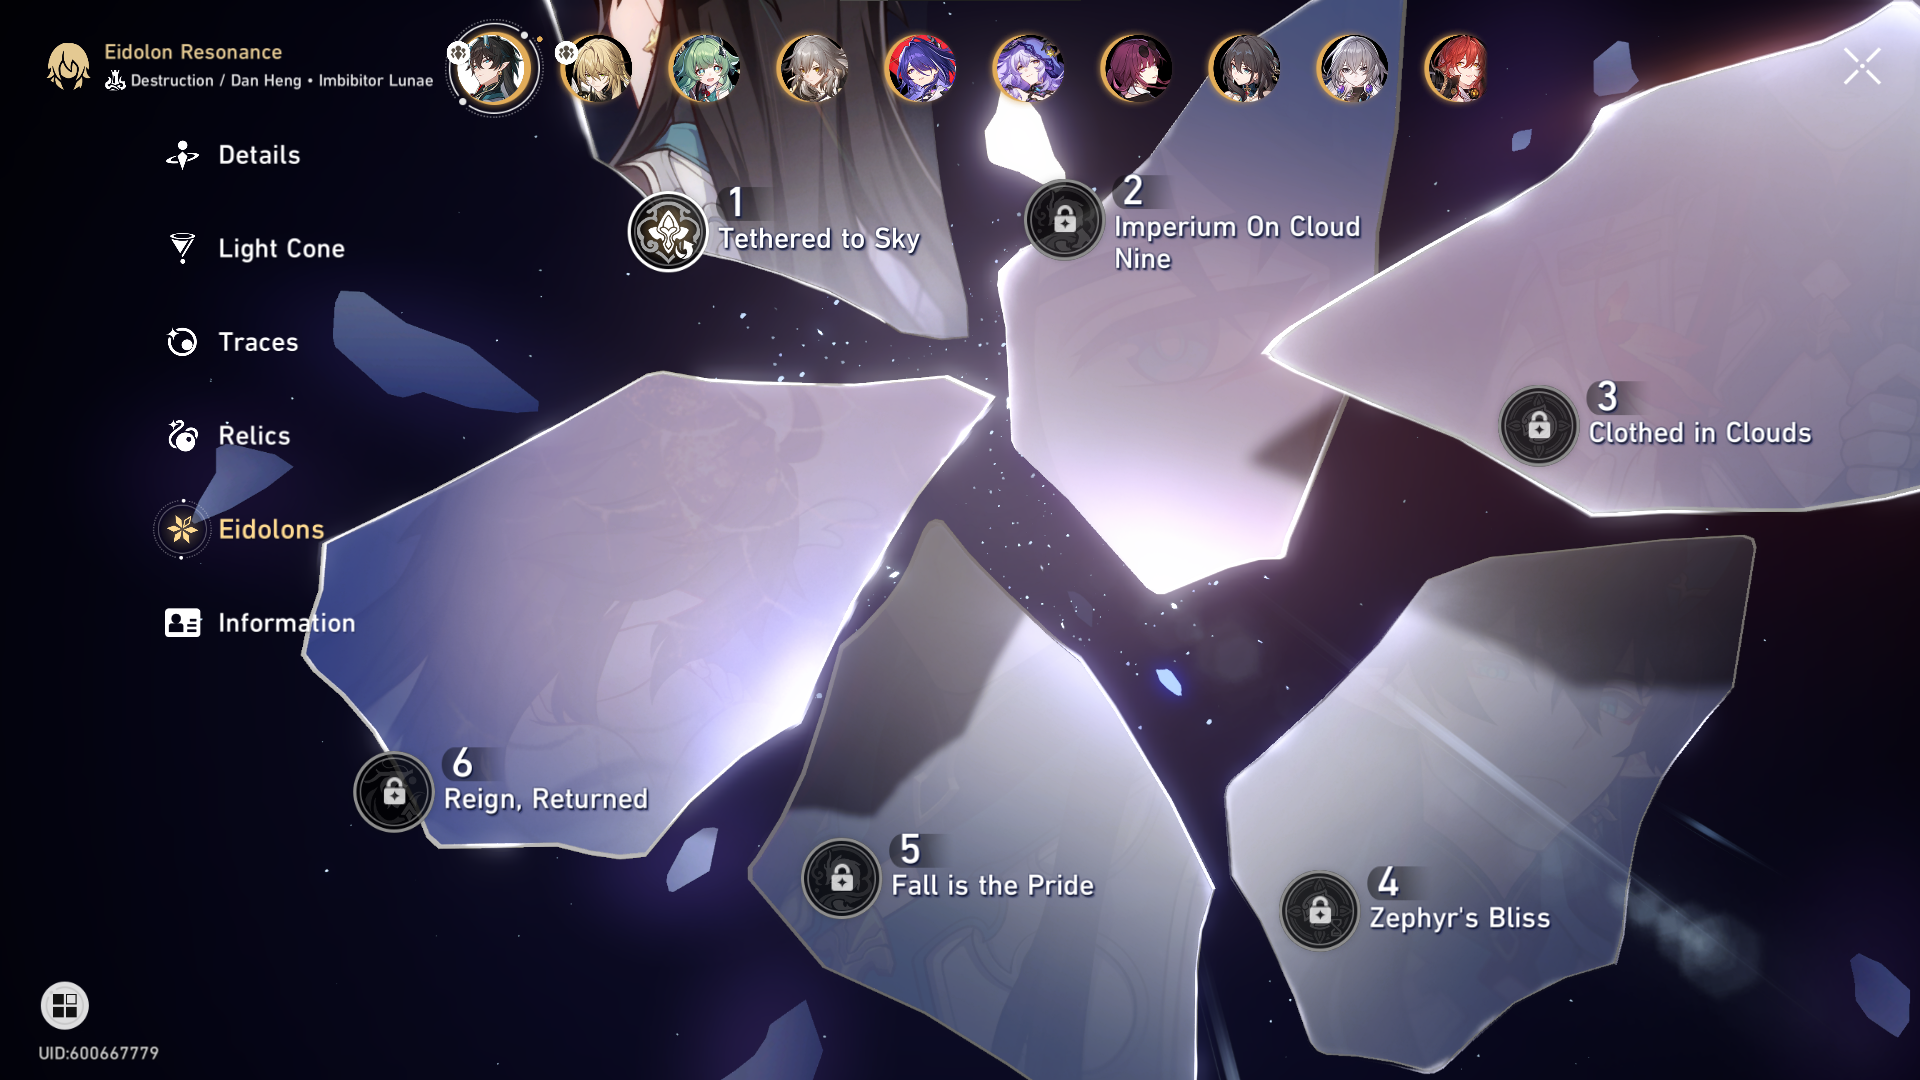 Eidolon Resonance
Destruction / Dan Heng • Imbibitor Lunae
Details
Light Cone
Traces
Relics
Eidolons
Information
1
Tethered to Sky
2
Imperium On Cloud
Nine
3
Clothed in Clouds
6
Reign, Returned
5
Fall is the Pride
4
Zephyr's Bliss
UID:600667779